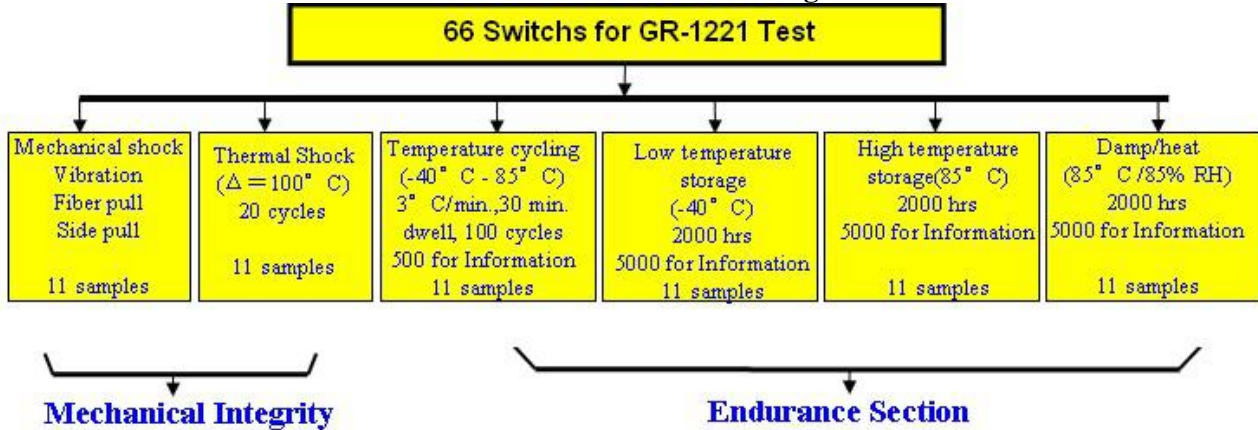 66 Switchs for GR-1221 Test
Mechanical shock
Vibration
Fiber pull
Side pull
11 samples
Thermal Shock
(Δ＝100° C)
20 cycles
11 samples
Temperature cycling
(-40° C - 85° C)
3° C/min.,30 min.
dwell, 100 cycles
500 for Information
11 samples
Low temperature
storage
(-40° C)
2000 hrs
5000 for Information
11 samples
High temperature
storage(85° C)
2000 hrs
5000 for Information
11 samples
Damp/heat
(85° C /85% RH)
2000 hrs
5000 for Information
11 samples
Mechanical Integrity
Endurance Section